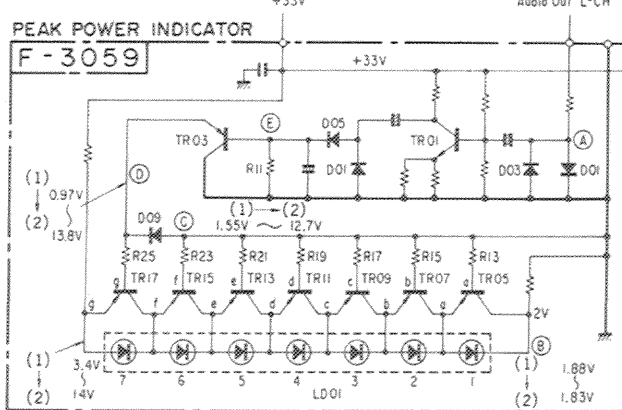 +33V
Audio Out L-CH
PEAK POWER INDICATOR
F-3059
+33V
TR03
E
D05
TR01
A
R11
D01
D03
D01
D
(1)
(2)
0.97V
13.8V
D09
C
(1) → (2)
1.55V ～ 12.7V
R25
R23
R21
R19
R17
R15
R13
TR17
TR15
TR13
TR11
TR09
TR07
TR05
g
f
e
d
c
b
a
g
f
e
d
c
b
a
2V
B
(1)
(2)
3.4V
14V
7
6
5
4
3
2
1
LD01
(1)
(2)
1.88V
1.83V